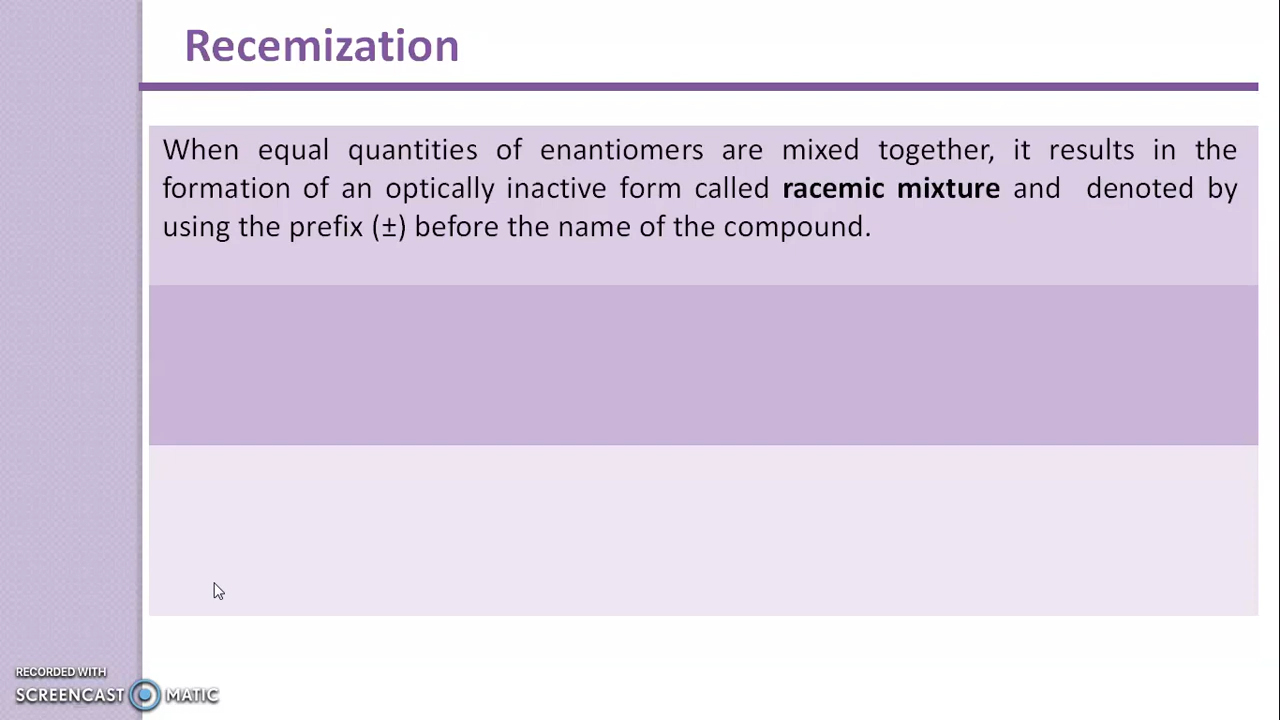 Recemization
When equal quantities of enantiomers are mixed together, it results in the
formation of an optically inactive form called racemic mixture and denoted by
using the prefix (±) before the name of the compound.
RECORDED WITH
SCREENCAST MATIC